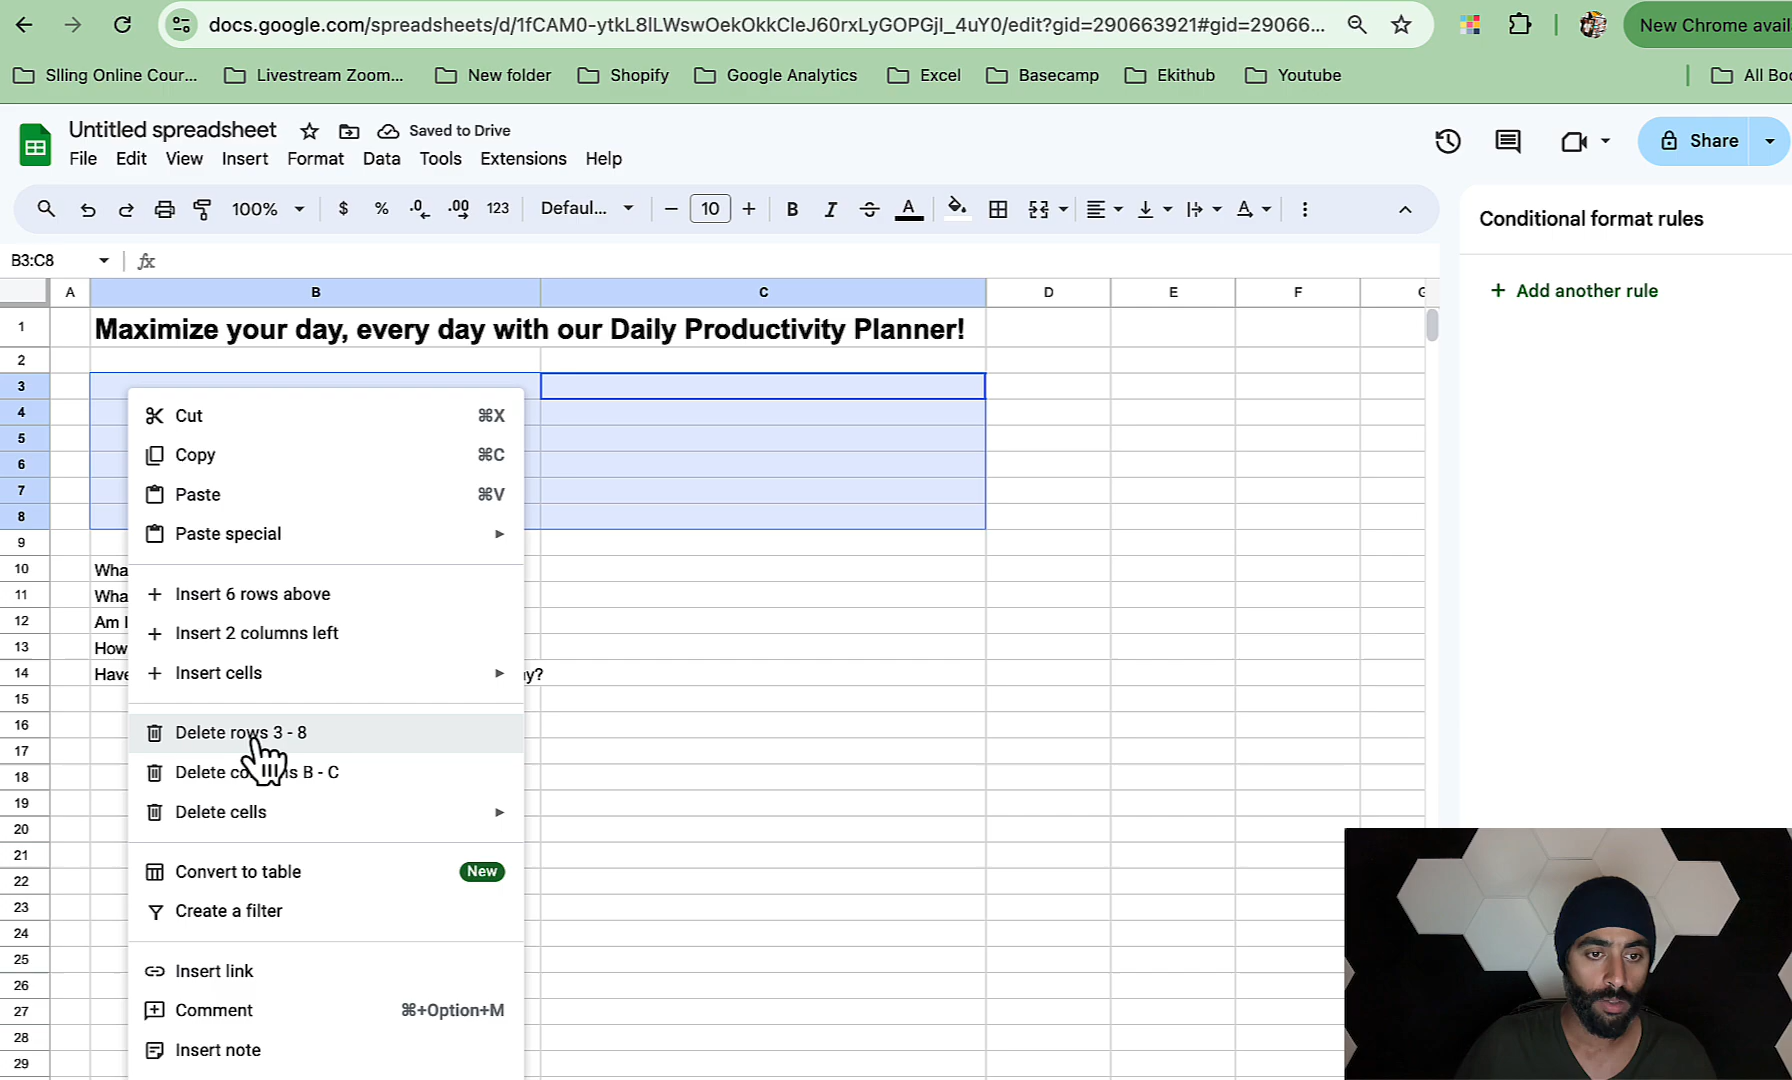 docs.google.com/spreadsheets/d/1fCAM0-ytkL8lLWswOekOkkCleJ60rxLyGOPGjI_4uY0/edit?gid=290663921#gid=29066...
New Chrome avail
Slling Online Cour... Livestream Zoom... New folder Shopify Google Analytics Excel Basecamp Ekithub Youtube All Boo
Untitled spreadsheet Saved to Drive
File Edit View Insert Format Data Tools Extensions Help
Share
100% $ % .0 .00 123 Defaul... − 10 + B I S A
Conditional format rules
B3:C8 fx
+ Add another rule
A B C D E F G
1 Maximize your day, every day with our Daily Productivity Planner!
2
3
4
5
6
7
8
9
10 Wha
11 Wha
12 Am I
13 How
14 Have y?
15
16
17
18
19
20
21
22
23
24
25
26
27
28
29
Cut ⌘X
Copy ⌘C
Paste ⌘V
Paste special
+ Insert 6 rows above
+ Insert 2 columns left
+ Insert cells
Delete rows 3 - 8
Delete co s B - C
Delete cells
Convert to table New
Create a filter
Insert link
Comment ⌘+Option+M
Insert note